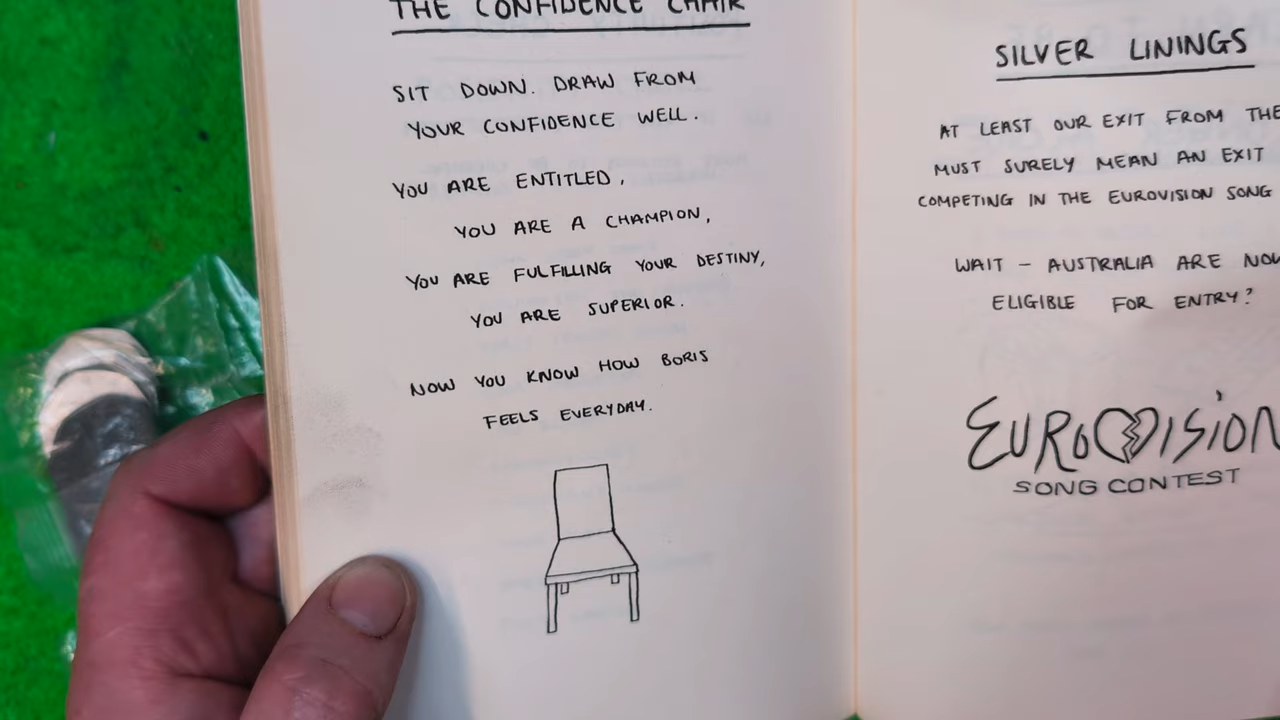 THE CONFIDENCE CHAIR
SIT DOWN. DRAW FROM
YOUR CONFIDENCE WELL.
YOU ARE ENTITLED,
YOU ARE A CHAMPION,
YOU ARE FULFILLING YOUR DESTINY,
YOU ARE SUPERIOR.
NOW YOU KNOW HOW BORIS
FEELS EVERYDAY.
SILVER LININGS
AT LEAST OUR EXIT FROM THE
MUST SURELY MEAN AN EXIT
COMPETING IN THE EUROVISION SONG
WAIT – AUSTRALIA ARE NOW
ELIGIBLE FOR ENTRY?
EUROVISION
SONG CONTEST